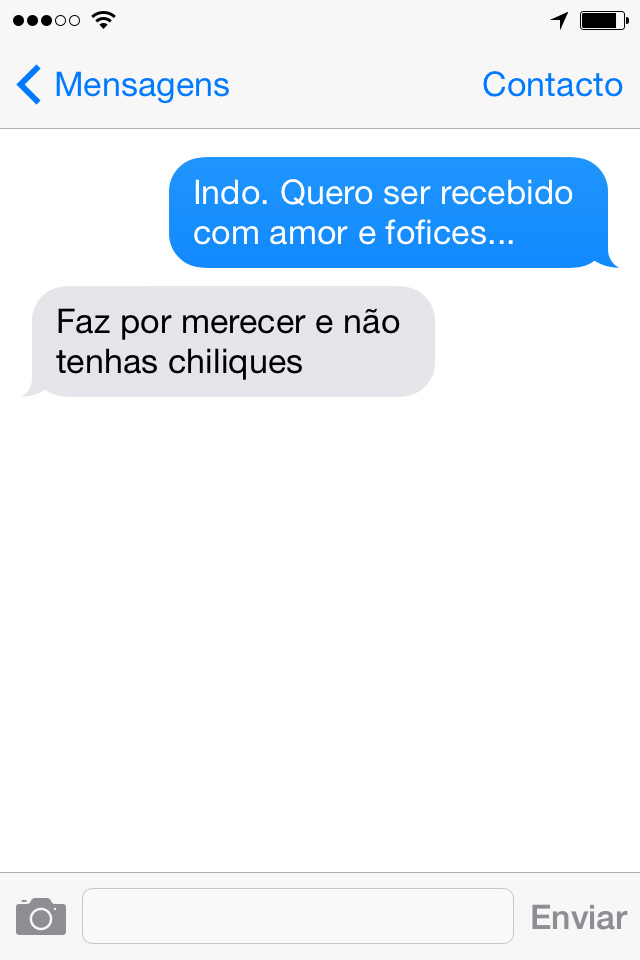 Mensagens
Contacto
Indo. Quero ser recebido
com amor e fofices...
Faz por merecer e não
tenhas chiliques
Enviar